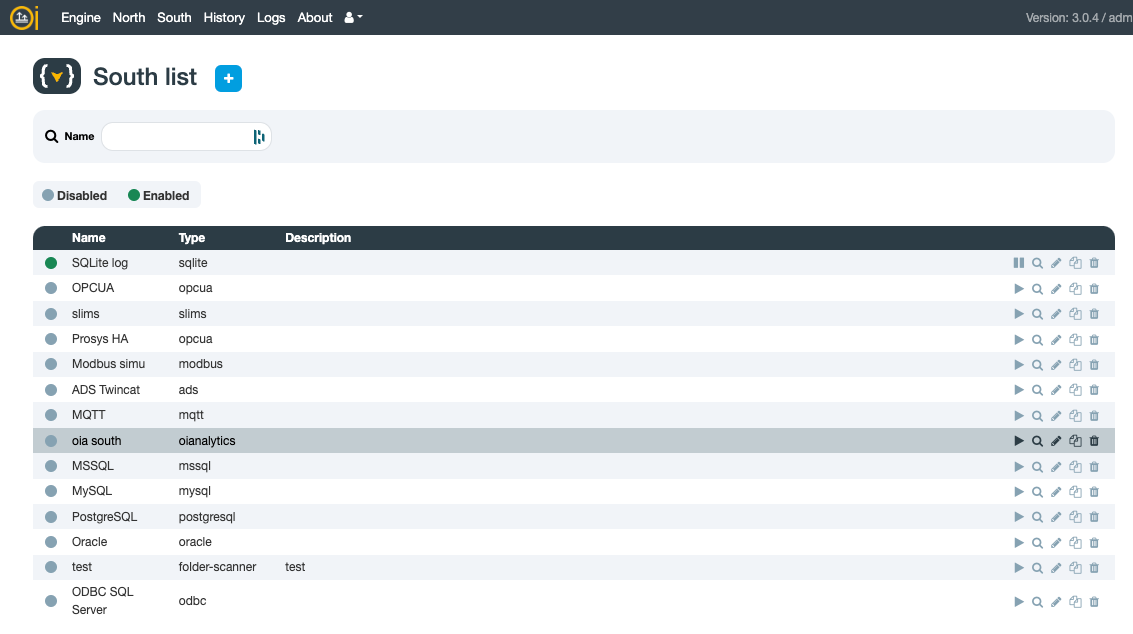 Engine North South History Logs About Version: 3.0.4 / adm
South list
Name
Disabled Enabled
Name Type Description
SQLite log sqlite
OPCUA opcua
slims slims
Prosys HA opcua
Modbus simu modbus
ADS Twincat ads
MQTT mqtt
oia south oianalytics
MSSQL mssql
MySQL mysql
PostgreSQL postgresql
Oracle oracle
test folder-scanner test
ODBC SQL
Server
odbc